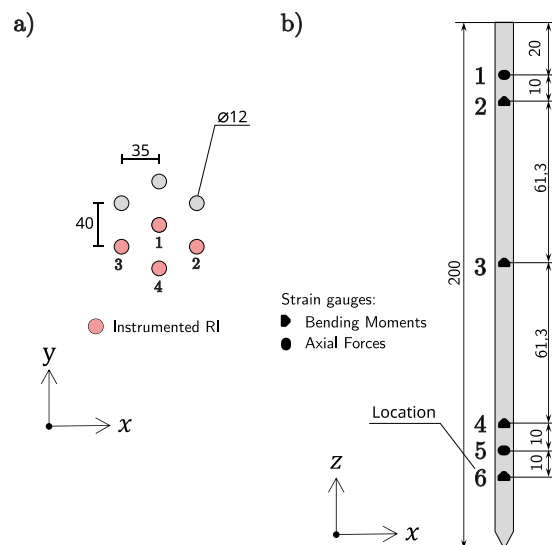 a)
⌀12
35
40
1
3
2
4
Instrumented RI
y
x
b)
20
1
10
2
61,3
3
200
Strain gauges:
Bending Moments
Axial Forces
61,3
Location
4
10
5
10
6
z
x